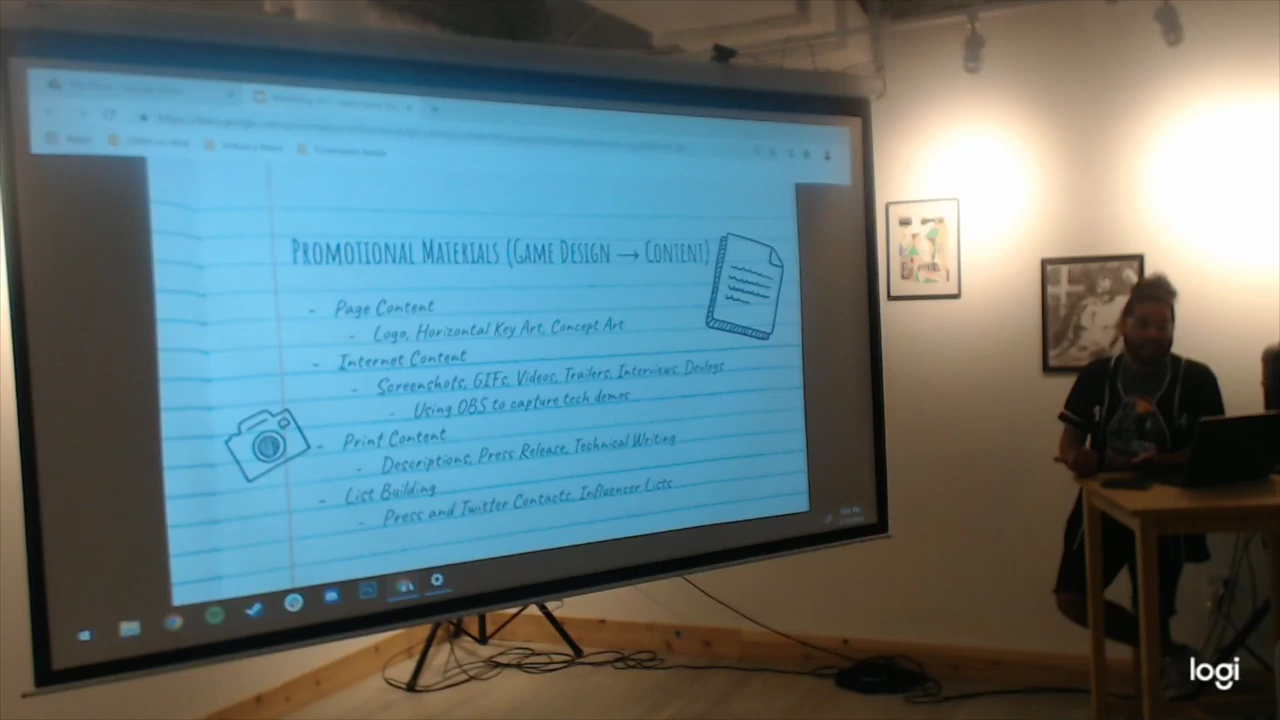 PROMOTIONAL MATERIALS (GAME DESIGN → CONTENT)
- Page Content
- Logo, Horizontal Key Art, Concept Art
- Internet Content
- Screenshots, GIFs, Videos, Trailers, Interviews, Devlogs
- Using OBS to capture tech demos
- Print Content
- Descriptions, Press Release, Technical Writing
- List Building
- Press and Twitter Contacts, Influencer Lists
logi